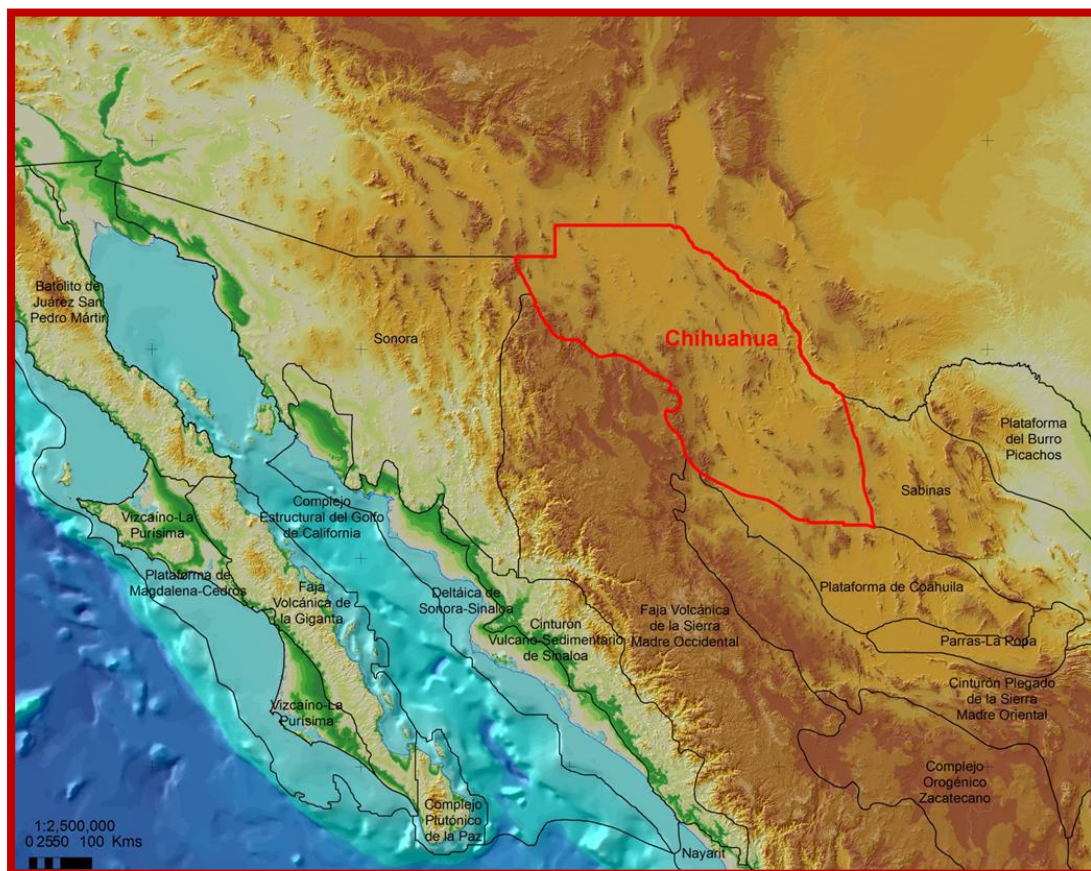 Batolito de
Juárez San
Pedro Mártir
Sonora
Chihuahua
Plataforma
del Burro
Picachos
Sabinas
Vizcaíno-La
Purísima
Complejo
Estructural del Golfo
de California
Plataforma de
Magdalena-Cedros
Faja
Volcánica de
la Giganta
Deltáica de
Sonora-Sinaloa
Cinturón
Vulcano-Sedimentario
de Sinaloa
Faja Volcánica
de la Sierra
Madre Occidental
Plataforma de Coahuila
Parras-La Popa
Cinturón Plegado
de la Sierra
Madre Oriental
Vizcaíno-La
Purísima
Complejo
Orogénico
Zacatecano
Complejo
Plutónico
de la Paz
Nayarit
1:2,500,000
0 25 50 100 Kms